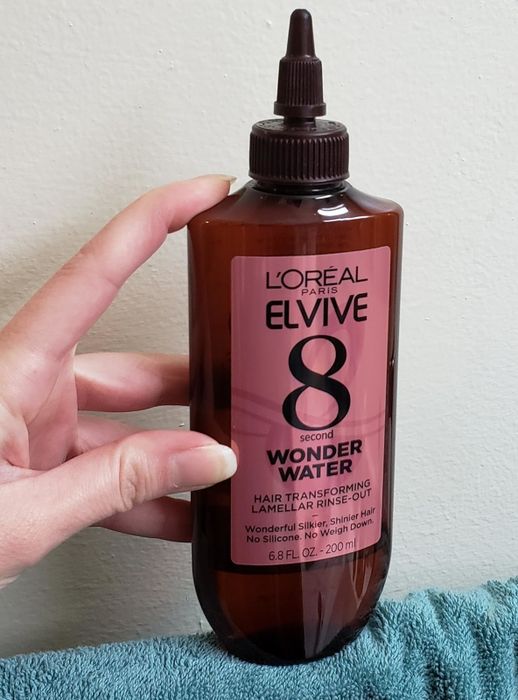 L'ORÉAL
PARIS
ELVIVE
8
second
WONDER
WATER
HAIR TRANSFORMING
LAMELLAR RINSE-OUT
Wonderful Silkier, Shinier Hair
No Silicone. No Weigh Down.
6.8 FL. OZ. - 200 ml